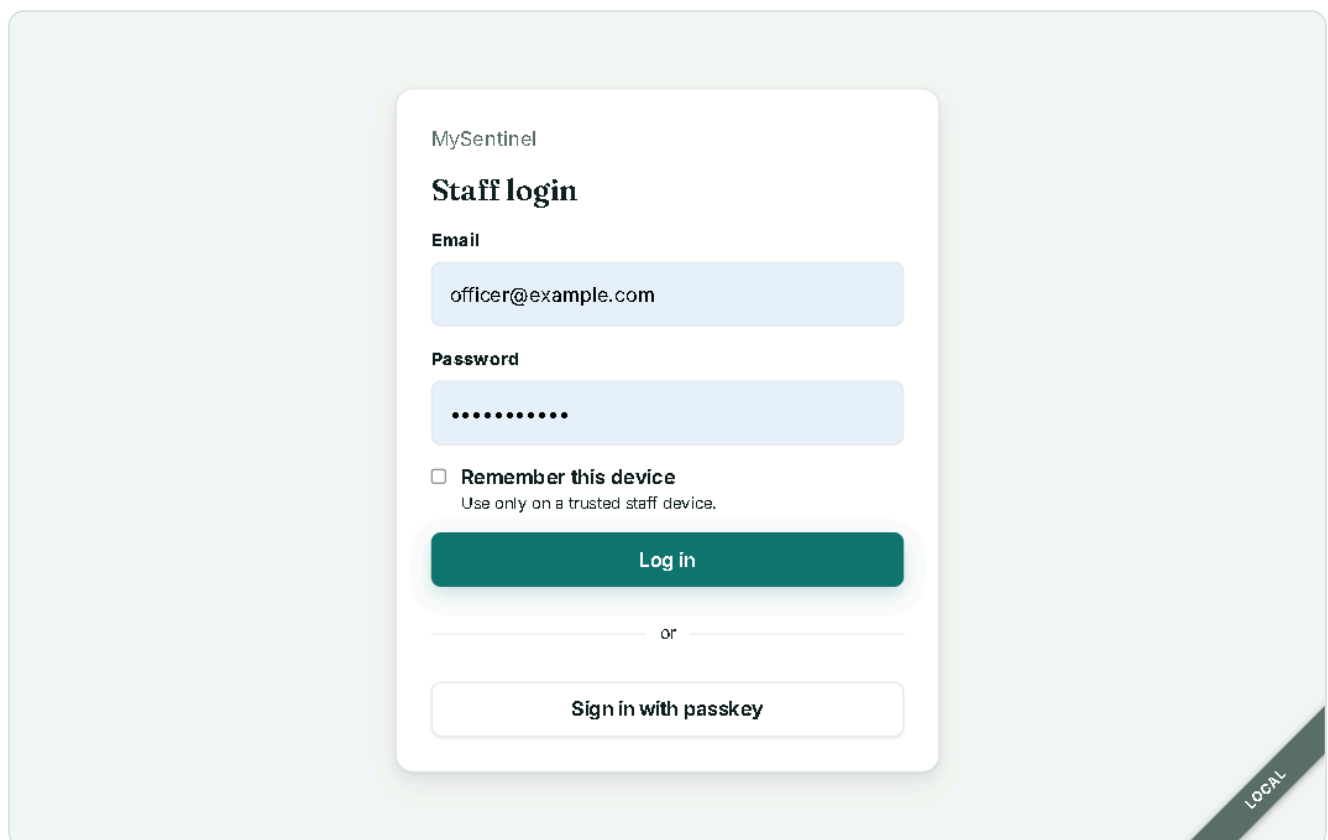 MySentinel
Staff login
Email
officer@example.com
Password
•••••••••••
Remember this device
Use only on a trusted staff device.
Log in
or
Sign in with passkey
LOCAL